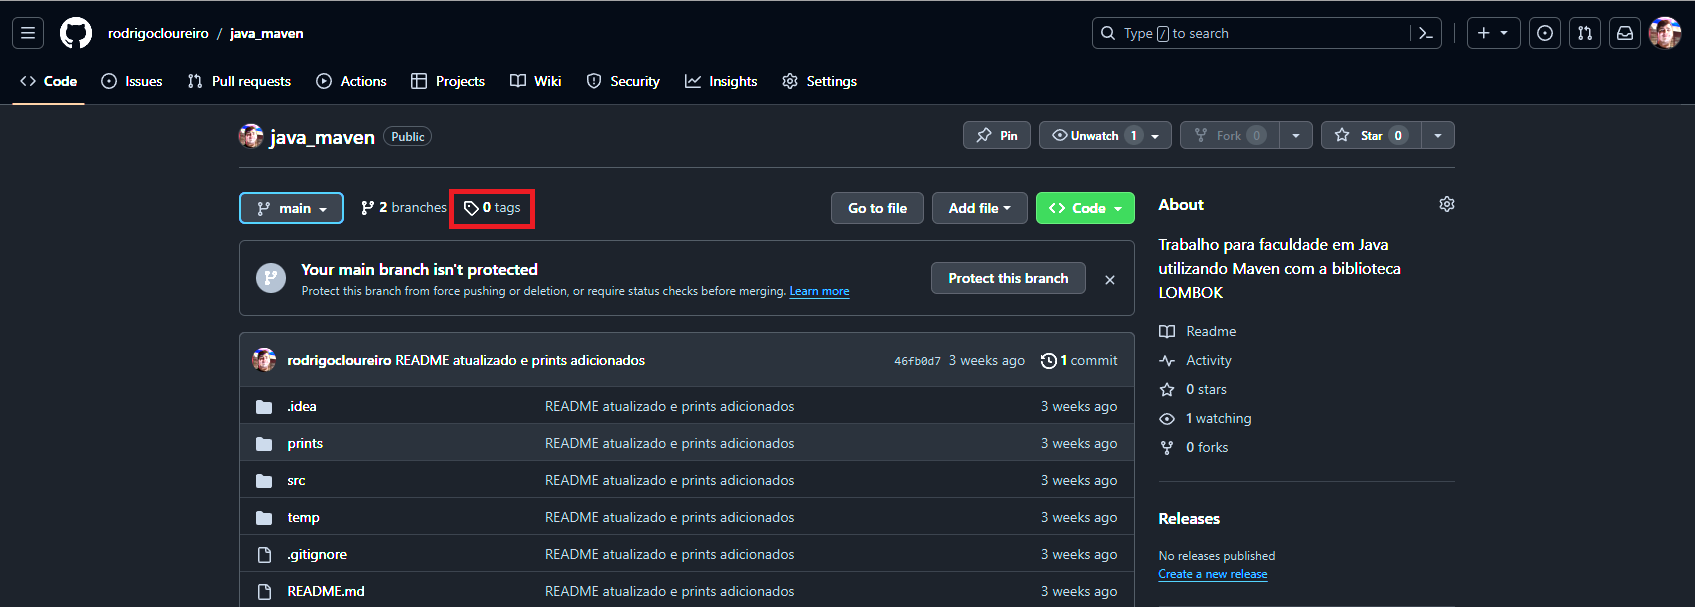 rodrigocloureiro / java_maven
Type / to search
Code Issues Pull requests Actions Projects Wiki Security Insights Settings
java_maven Public
Pin Unwatch 1 Fork 0 Star 0
main 2 branches 0 tags Go to file Add file Code
Your main branch isn't protected
Protect this branch from force pushing or deletion, or require status checks before merging. Learn more
Protect this branch
rodrigocloureiro README atualizado e prints adicionados 46fb0d7 3 weeks ago 1 commit
.idea README atualizado e prints adicionados 3 weeks ago
prints README atualizado e prints adicionados 3 weeks ago
src README atualizado e prints adicionados 3 weeks ago
temp README atualizado e prints adicionados 3 weeks ago
.gitignore README atualizado e prints adicionados 3 weeks ago
README.md README atualizado e prints adicionados 3 weeks ago
About
Trabalho para faculdade em Java
utilizando Maven com a biblioteca
LOMBOK
Readme
Activity
0 stars
1 watching
0 forks
Releases
No releases published
Create a new release